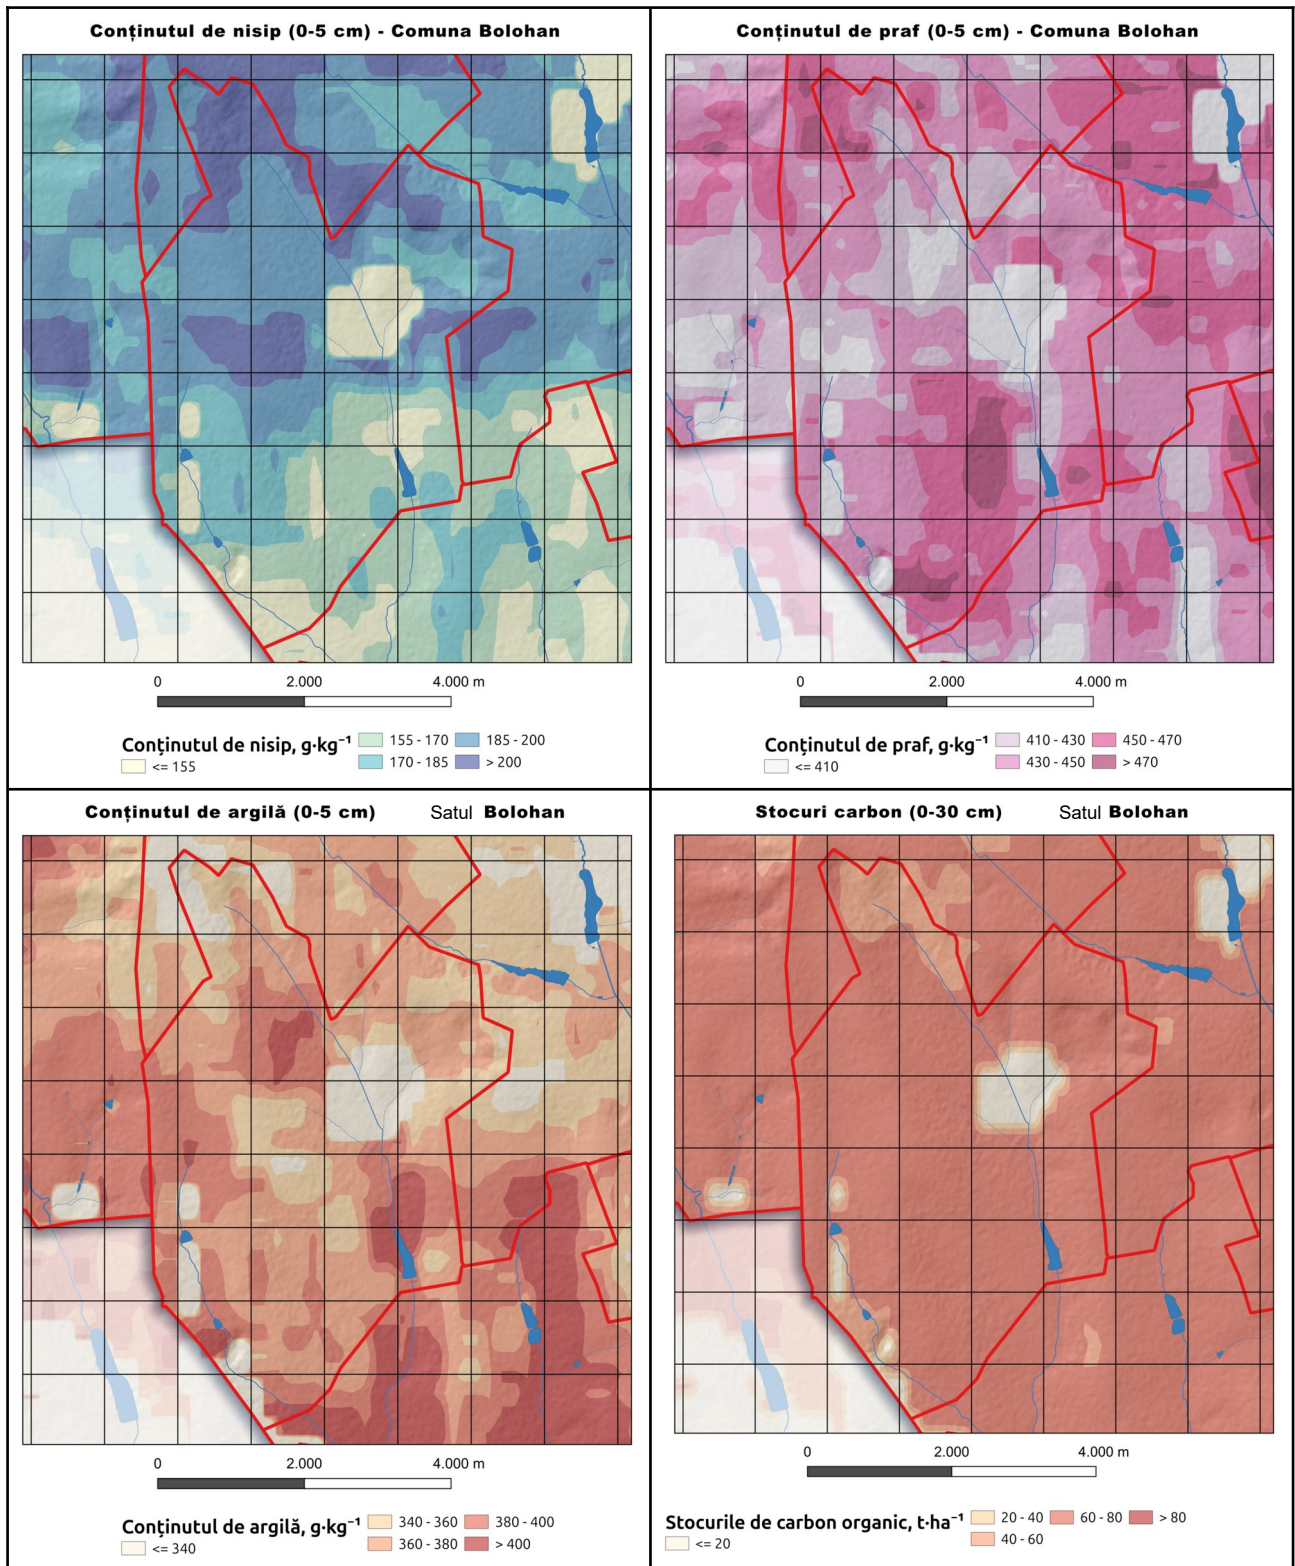 Conținutul de nisip (0-5 cm) - Comuna Bolohan
0 2.000 4.000 m
Conținutul de nisip, g·kg⁻¹
<= 155
155 - 170
170 - 185
185 - 200
> 200
Conținutul de praf (0-5 cm) - Comuna Bolohan
0 2.000 4.000 m
Conținutul de praf, g·kg⁻¹
<= 410
410 - 430
430 - 450
450 - 470
> 470
Conținutul de argilă (0-5 cm) Satul Bolohan
0 2.000 4.000 m
Conținutul de argilă, g·kg⁻¹
<= 340
340 - 360
360 - 380
380 - 400
> 400
Stocuri carbon (0-30 cm) Satul Bolohan
0 2.000 4.000 m
Stocurile de carbon organic, t·ha⁻¹
<= 20
20 - 40
40 - 60
60 - 80
> 80